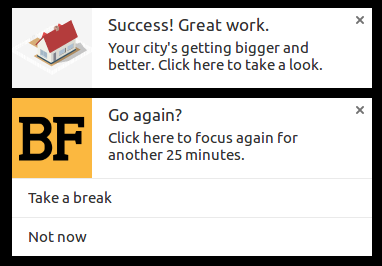 Success! Great work.
Your city's getting bigger and
better. Click here to take a look.
BF
Go again?
Click here to focus again for
another 25 minutes.
Take a break
Not now